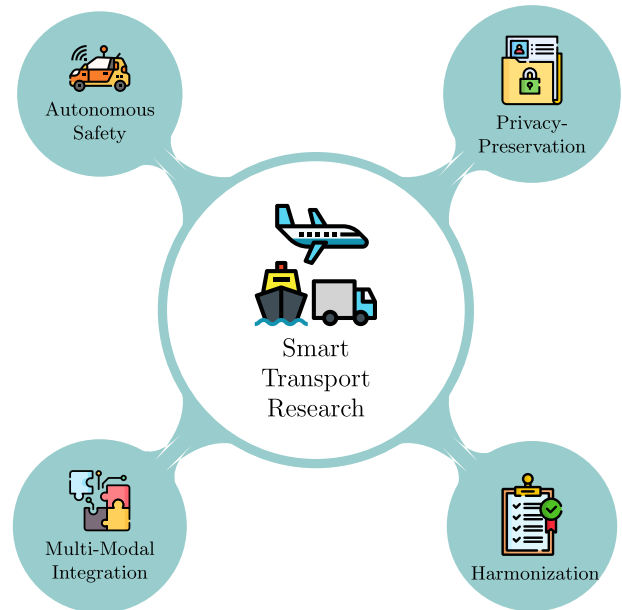 Autonomous
Safety
Privacy-
Preservation
Smart
Transport
Research
Multi-Modal
Integration
Harmonization